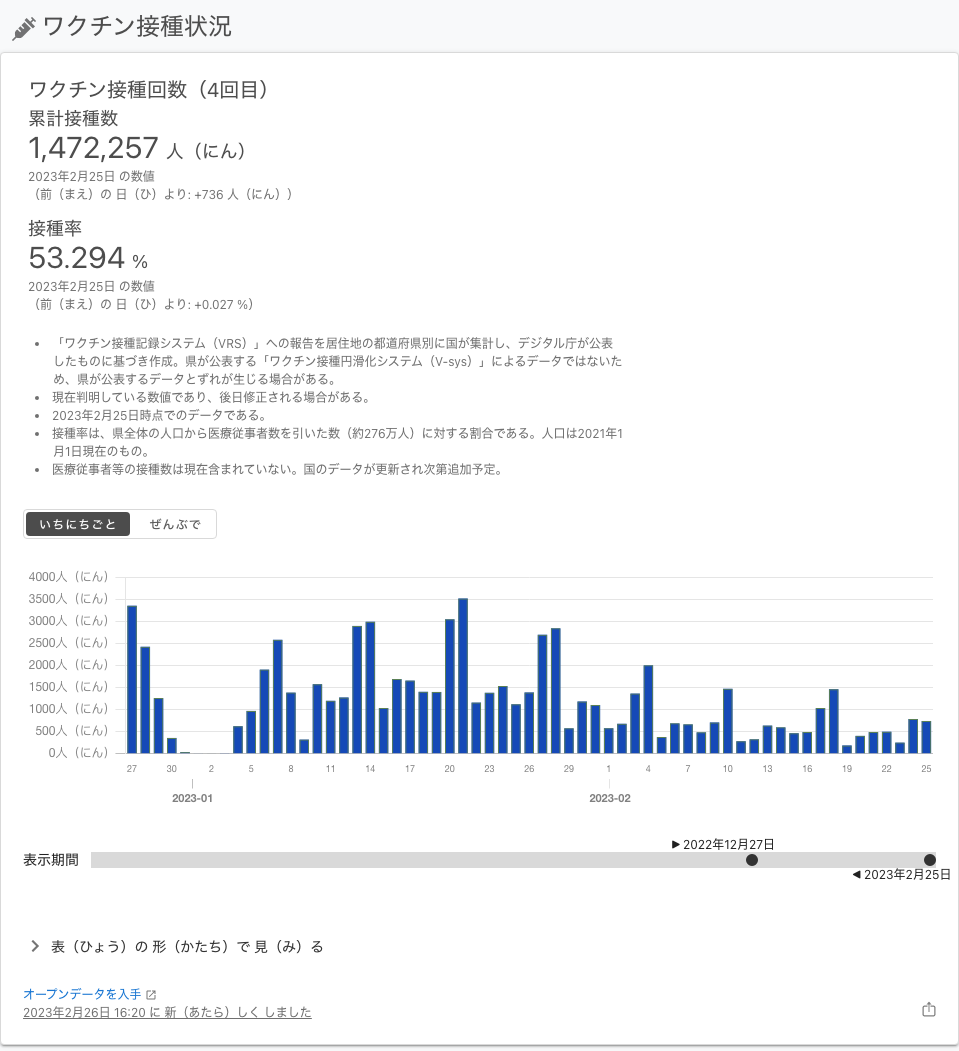 ワクチン接種状況
ワクチン接種回数（4回目）
累計接種数
1,472,257 人（にん）
2023年2月25日 の数値
（前（まえ）の 日（ひ）より: +736 人（にん））
接種率
53.294 %
2023年2月25日 の数値
（前（まえ）の 日（ひ）より: +0.027 %）
• 「ワクチン接種記録システム（VRS）」への報告を居住地の都道府県別に国が集計し、デジタル庁が公表
したものに基づき作成。県が公表する「ワクチン接種円滑化システム（V-sys）」によるデータではないた
め、県が公表するデータとずれが生じる場合がある。
• 現在判明している数値であり、後日修正される場合がある。
• 2023年2月25日時点でのデータである。
• 接種率は、県全体の人口から医療従事者数を引いた数（約276万人）に対する割合である。人口は2021年1
月1日現在のもの。
• 医療従事者等の接種数は現在含まれていない。国のデータが更新され次第追加予定。
いちにちごと ぜんぶで
4000人（にん）
3500人（にん）
3000人（にん）
2500人（にん）
2000人（にん）
1500人（にん）
1000人（にん）
500人（にん）
0人（にん）
27 30 2 5 8 11 14 17 20 23 26 29 1 4 7 10 13 16 19 22 25
2023-01 2023-02
▶ 2022年12月27日
表示期間
◀ 2023年2月25日
表（ひょう）の 形（かたち）で 見（み）る
オープンデータを入手
2023年2月26日 16:20 に 新（あたら）しく しました